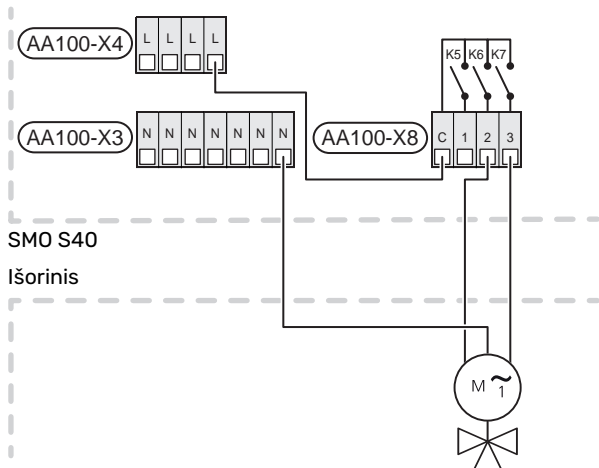 AA100-X4 L L L L
K5 K6 K7
AA100-X3 N N N N N N N
AA100-X8 C 1 2 3
SMO S40
Išorinis
M ~ 1